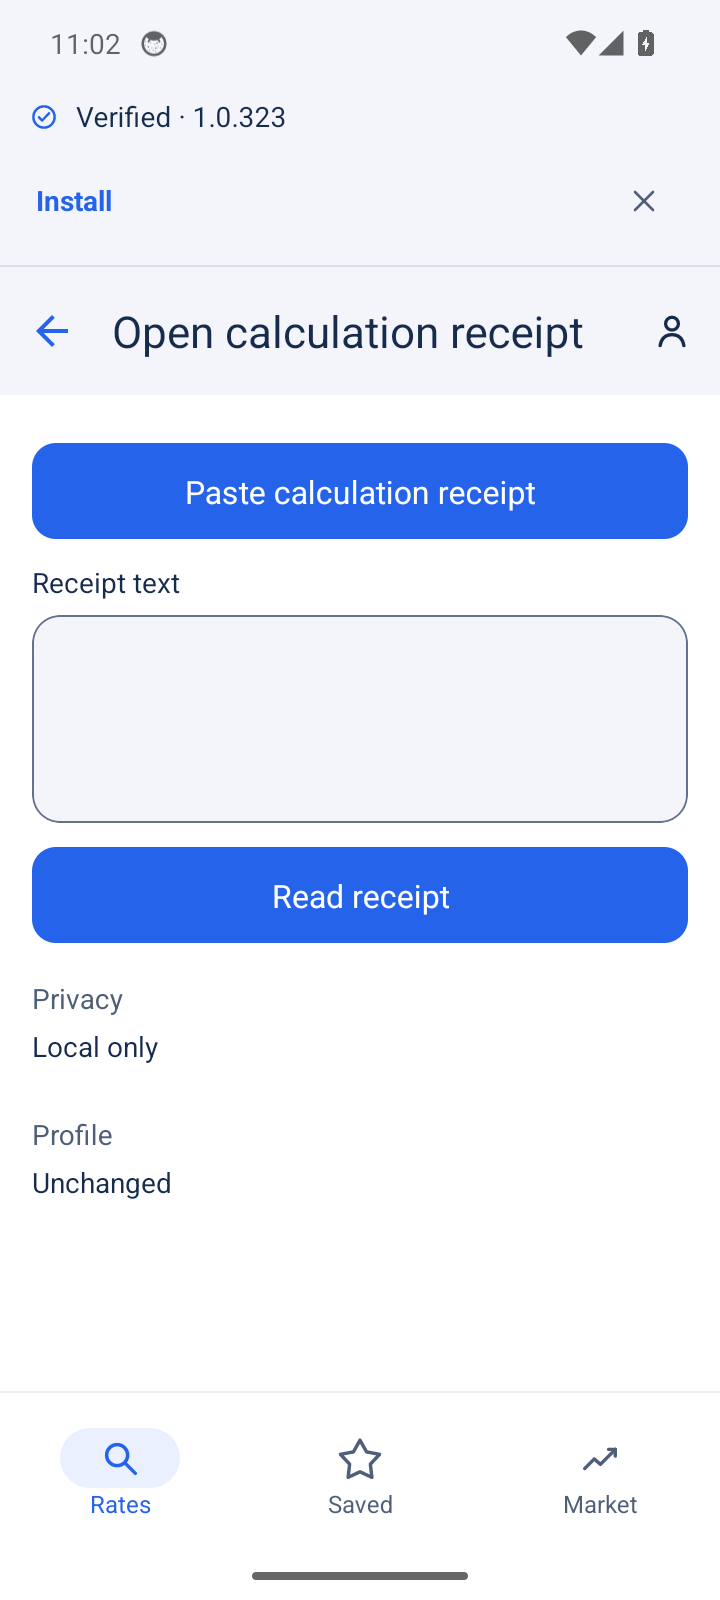 11:02
Verified · 1.0.323
Install
Open calculation receipt
Paste calculation receipt
Receipt text
Read receipt
Privacy
Local only
Profile
Unchanged
Rates
Saved
Market